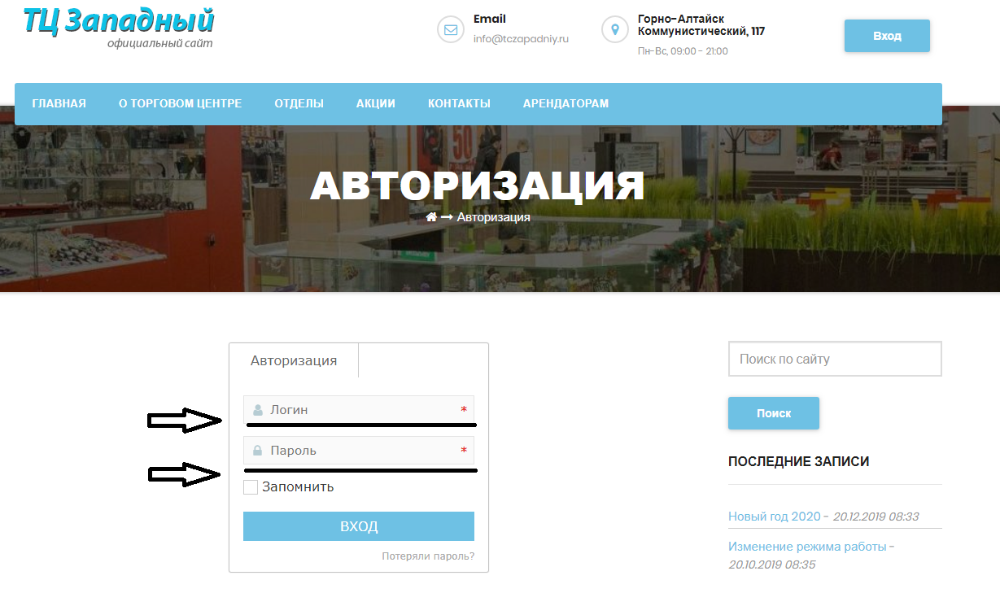 ТЦ Западный
официальный сайт
Email
info@tczapadniy.ru
Горно-Алтайск
Коммунистический, 117
Пн-Вс, 09:00 - 21:00
Вход
ГЛАВНАЯ О ТОРГОВОМ ЦЕНТРЕ ОТДЕЛЫ АКЦИИ КОНТАКТЫ АРЕНДАТОРАМ
50
АВТОРИЗАЦИЯ
Авторизация
Авторизация
Логин *
Пароль *
Запомнить
ВХОД
Потеряли пароль?
Поиск по сайту
Поиск
ПОСЛЕДНИЕ ЗАПИСИ
Новый год 2020 - 20.12.2019 08:33
Изменение режима работы -
20.10.2019 08:35